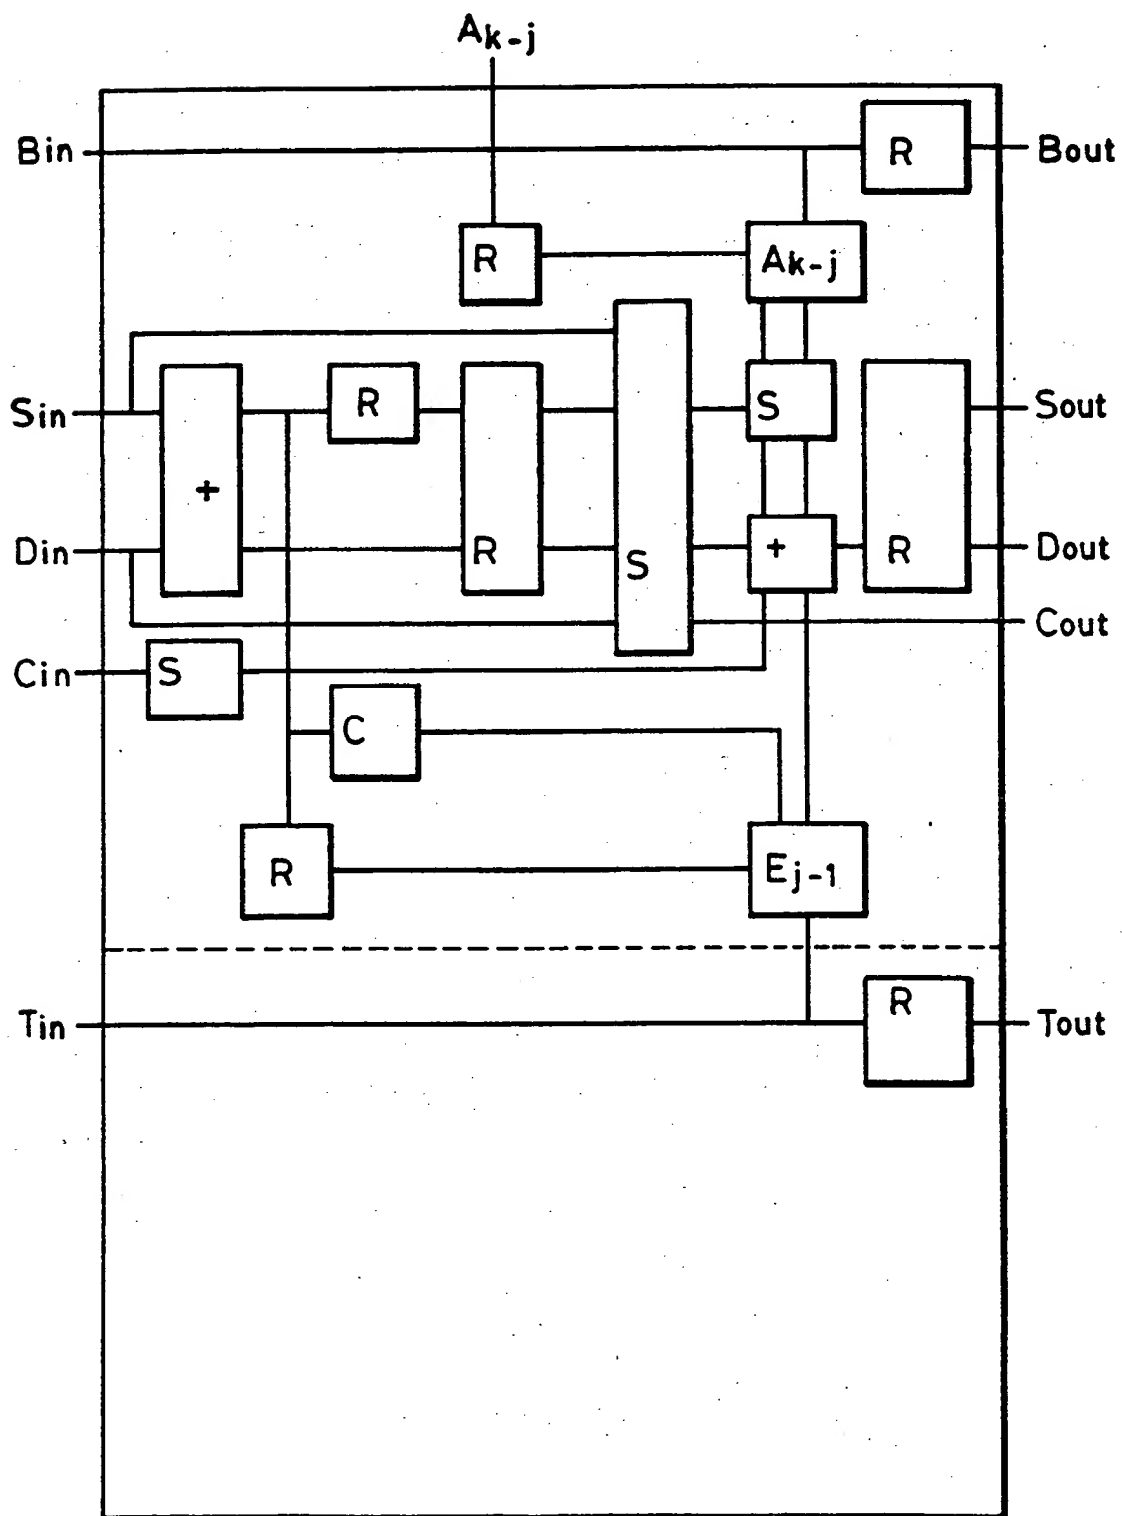 Ak-j
Bin
R
Bout
R
Ak-j
Sin
R
S
Sout
+
Din
R
S
+
R
Dout
Cout
Cin
S
C
R
Ej-1
Tin
R
Tout